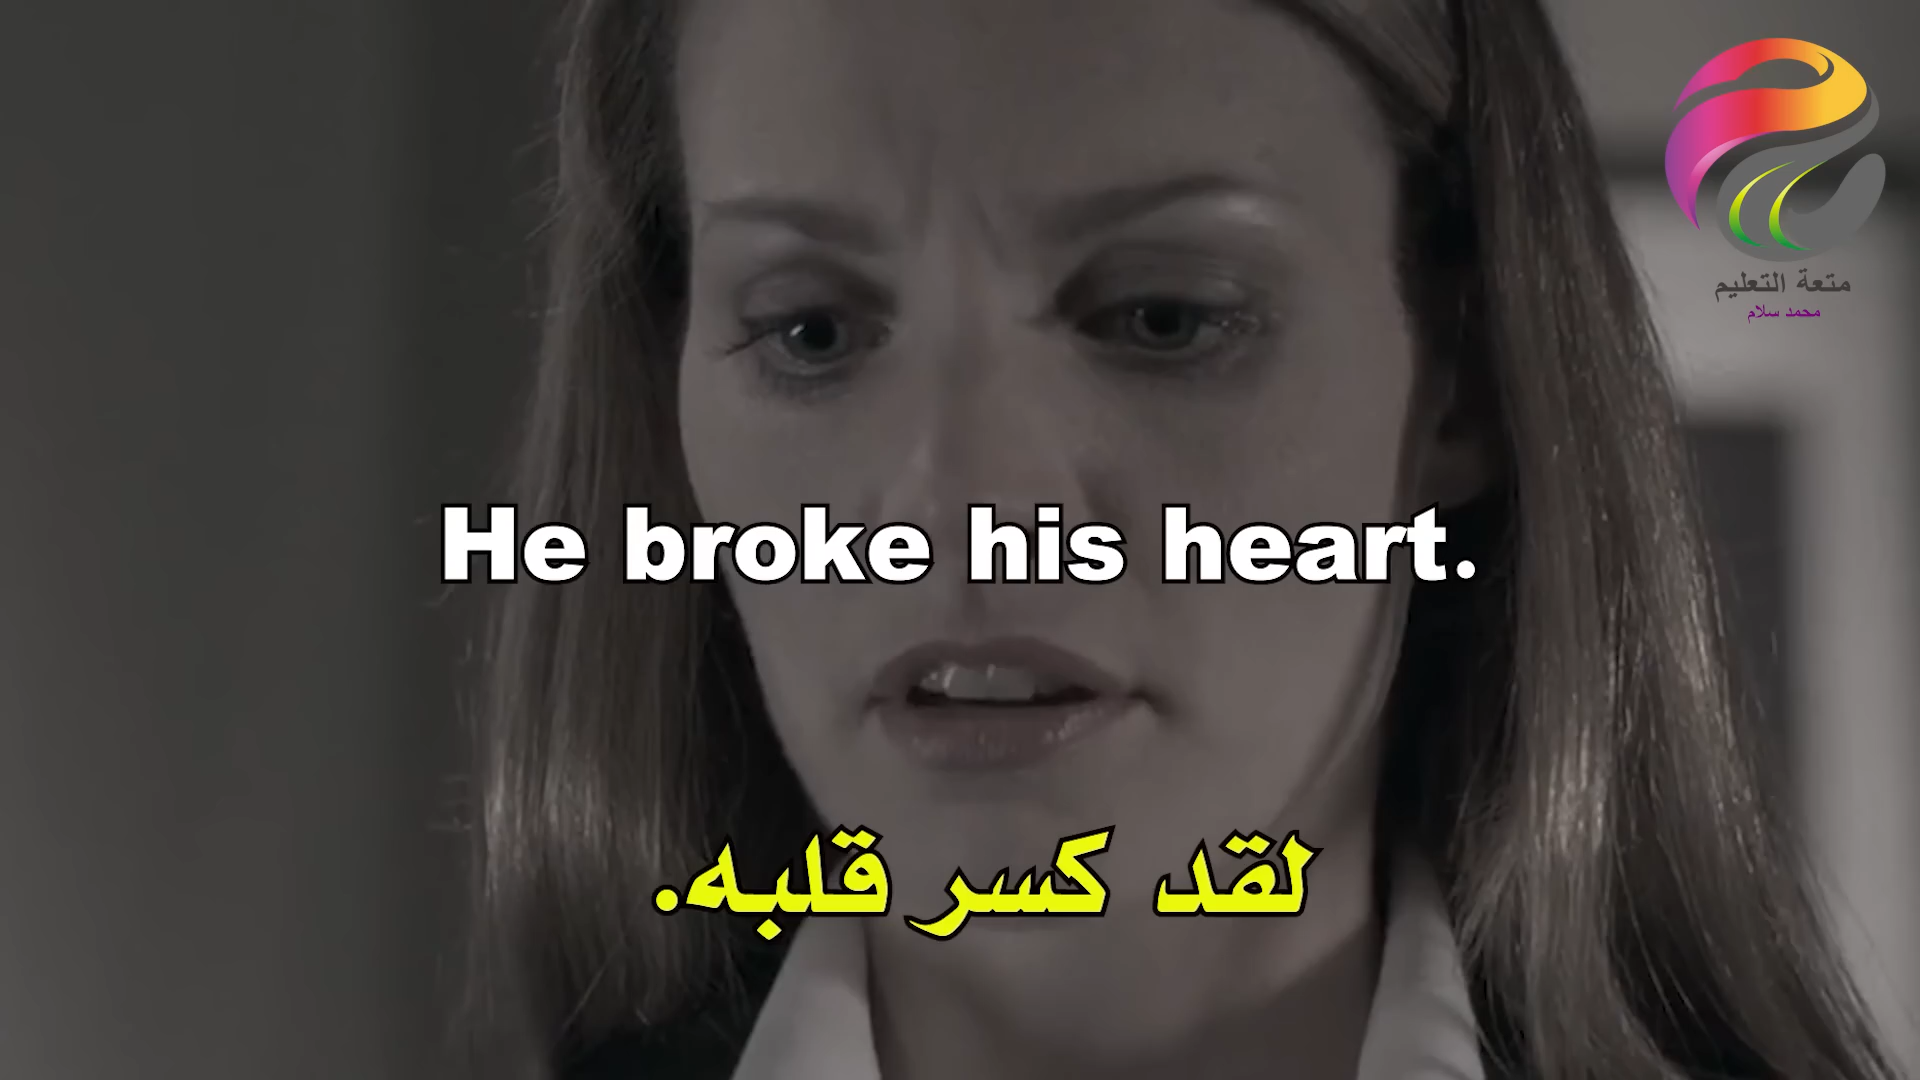 متعة التعليم
محمد سلام
He broke his heart.
لقد كسر قلبه.